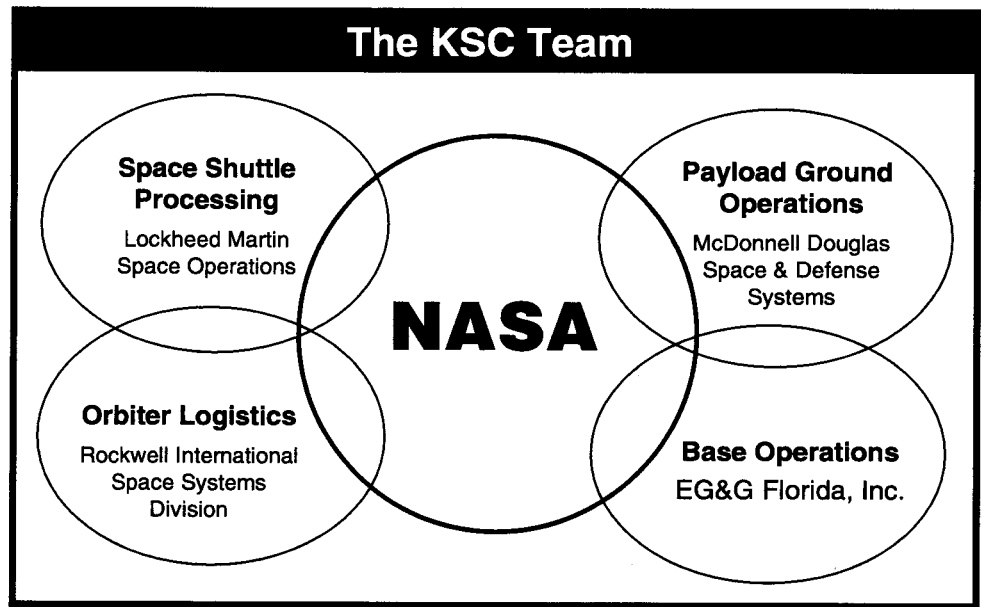 The KSC Team
Space Shuttle
Processing
Lockheed Martin
Space Operations
Orbiter Logistics
Rockwell International
Space Systems
Division
NASA
Payload Ground
Operations
McDonnell Douglas
Space & Defense
Systems
Base Operations
EG&G Florida, Inc.